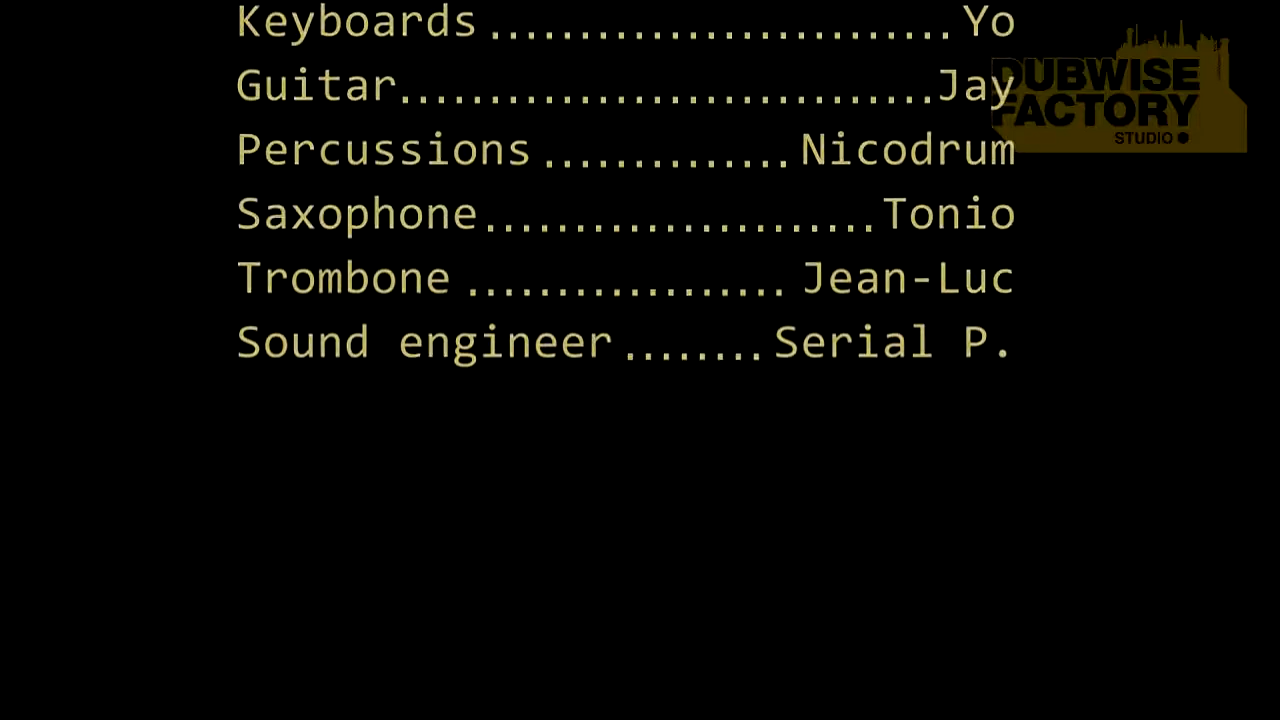 Keyboards .......................... Yo
Guitar..............................Jay
Percussions .............. Nicodrum
Saxophone......................Tonio
Trombone .................. Jean-Luc
Sound engineer ........ Serial P.
DUBWISE
FACTORY
STUDIO